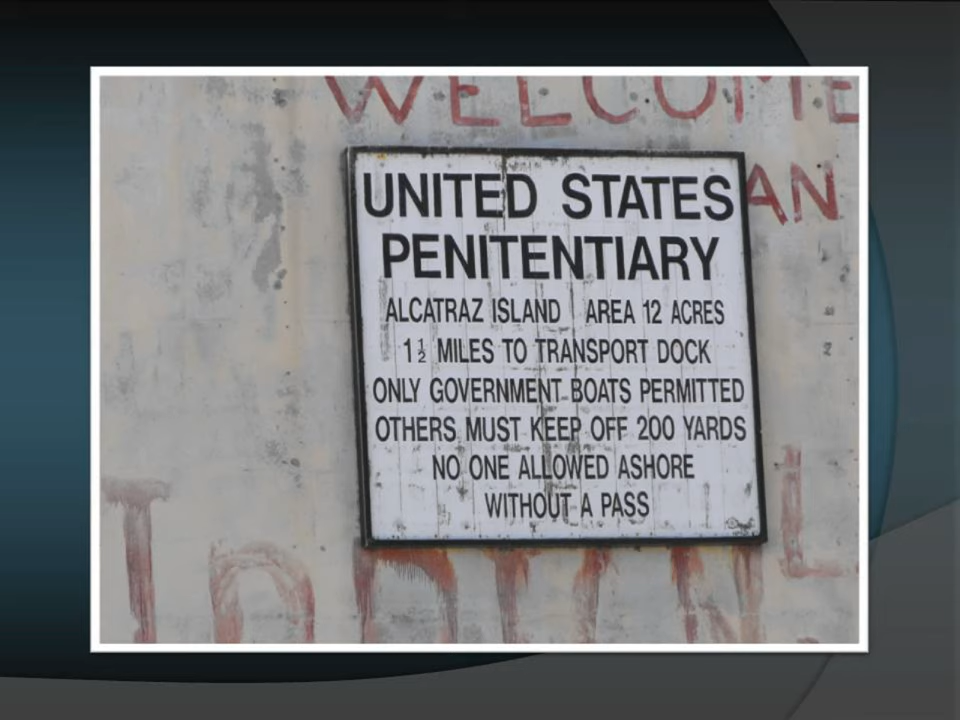 WELCOME
UNITED STATES
PENITENTIARY
ALCATRAZ ISLAND AREA 12 ACRES
1½ MILES TO TRANSPORT DOCK
ONLY GOVERNMENT BOATS PERMITTED
OTHERS MUST KEEP OFF 200 YARDS
NO ONE ALLOWED ASHORE
WITHOUT A PASS